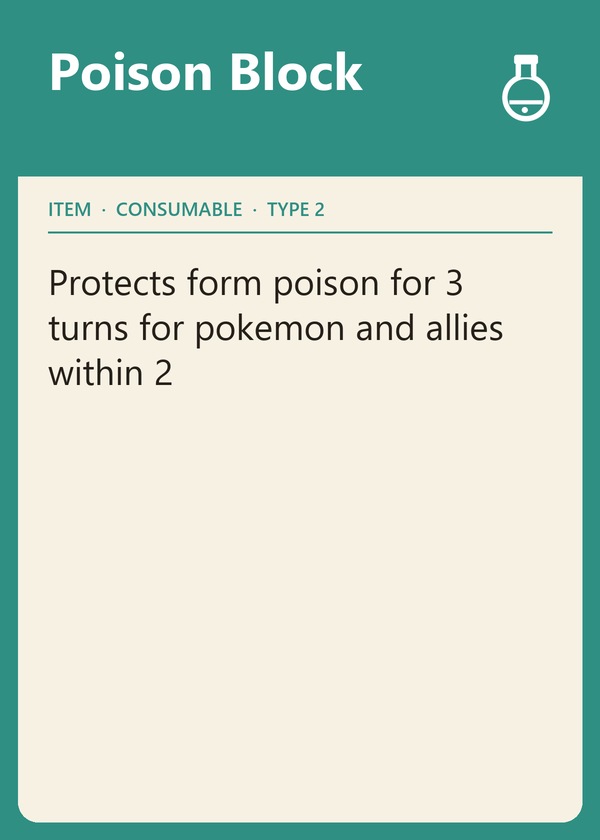 Poison Block
ITEM · CONSUMABLE · TYPE 2
Protects form poison for 3
turns for pokemon and allies
within 2